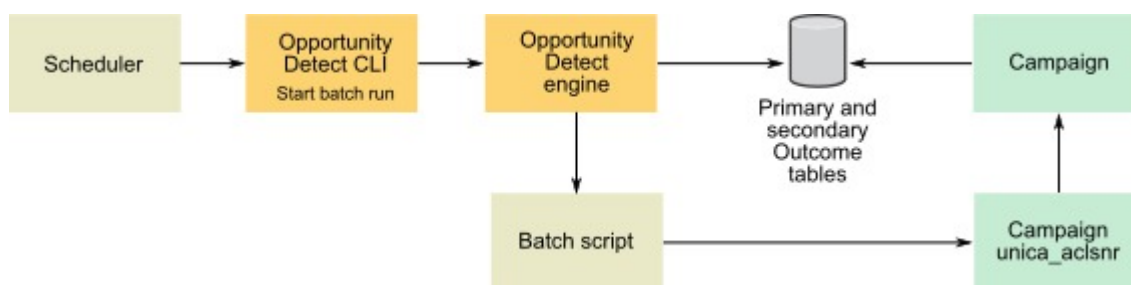 Scheduler
Opportunity
Detect CLI
Start batch run
Opportunity
Detect
engine
Primary and
secondary
Outcome
tables
Campaign
Batch script
Campaign
unica_aclsnr